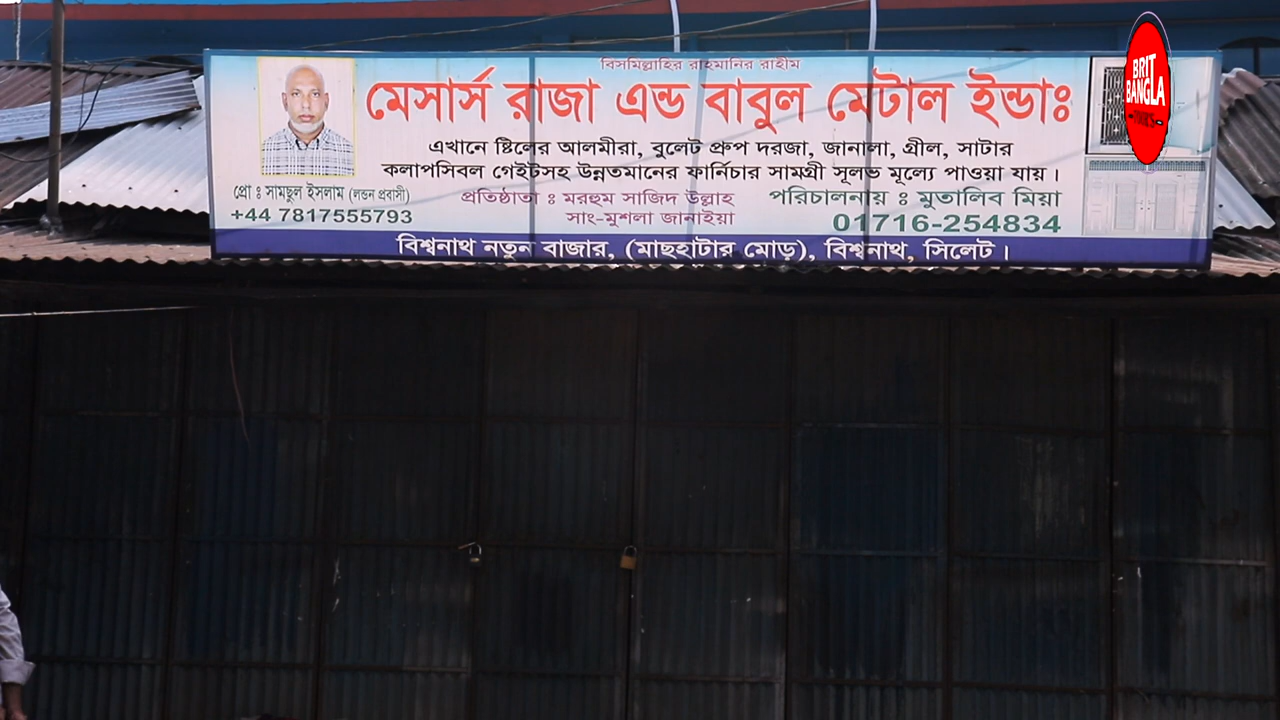 বিসমিল্লাহির রাহমানির রাহীম
মেসার্স রাজা এন্ড বাবুল মেটাল ইন্ডাঃ
এখানে ষ্টিলের আলমীরা, বুলেট প্রুপ দরজা, জানালা, গ্রীল, সাটার
কলাপসিবল গেইটসহ উন্নতমানের ফার্নিচার সামগ্রী সূলভ মূল্যে পাওয়া যায়।
প্রোঃ সামছুল ইসলাম (লন্ডন প্রবাসী)
+44 7817555793
প্রতিষ্ঠাতা ঃ মরহুম সাজিদ উল্লাহ
সাং-মুশলা জানাইয়া
পরিচালনায় ঃ মুতালিব মিয়া
01716-254834
বিশ্বনাথ নতুন বাজার, (মাছহাটার মোড়), বিশ্বনাথ, সিলেট।
BRIT
BANGLA